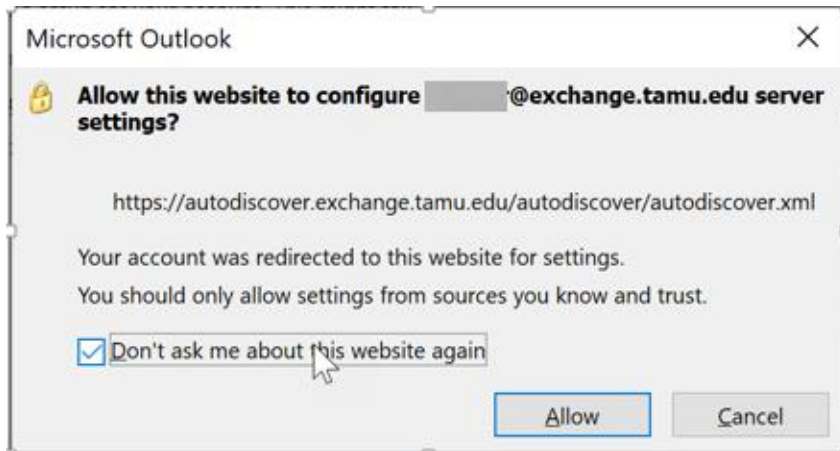 Microsoft Outlook
Allow this website to configure r@exchange.tamu.edu server
settings?
https://autodiscover.exchange.tamu.edu/autodiscover/autodiscover.xml
Your account was redirected to this website for settings.
You should only allow settings from sources you know and trust.
Don't ask me about this website again
Allow
Cancel